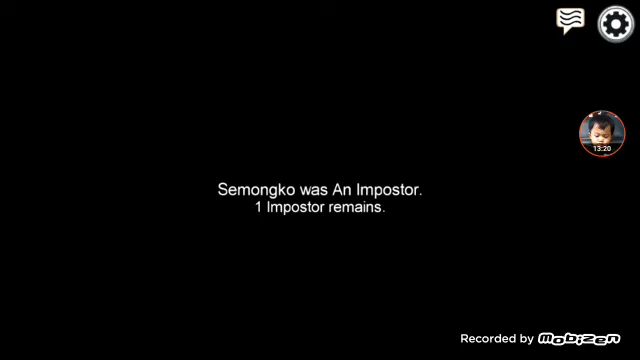 13:20
Semongko was An Impostor.
1 Impostor remains.
Recorded by Mobizen